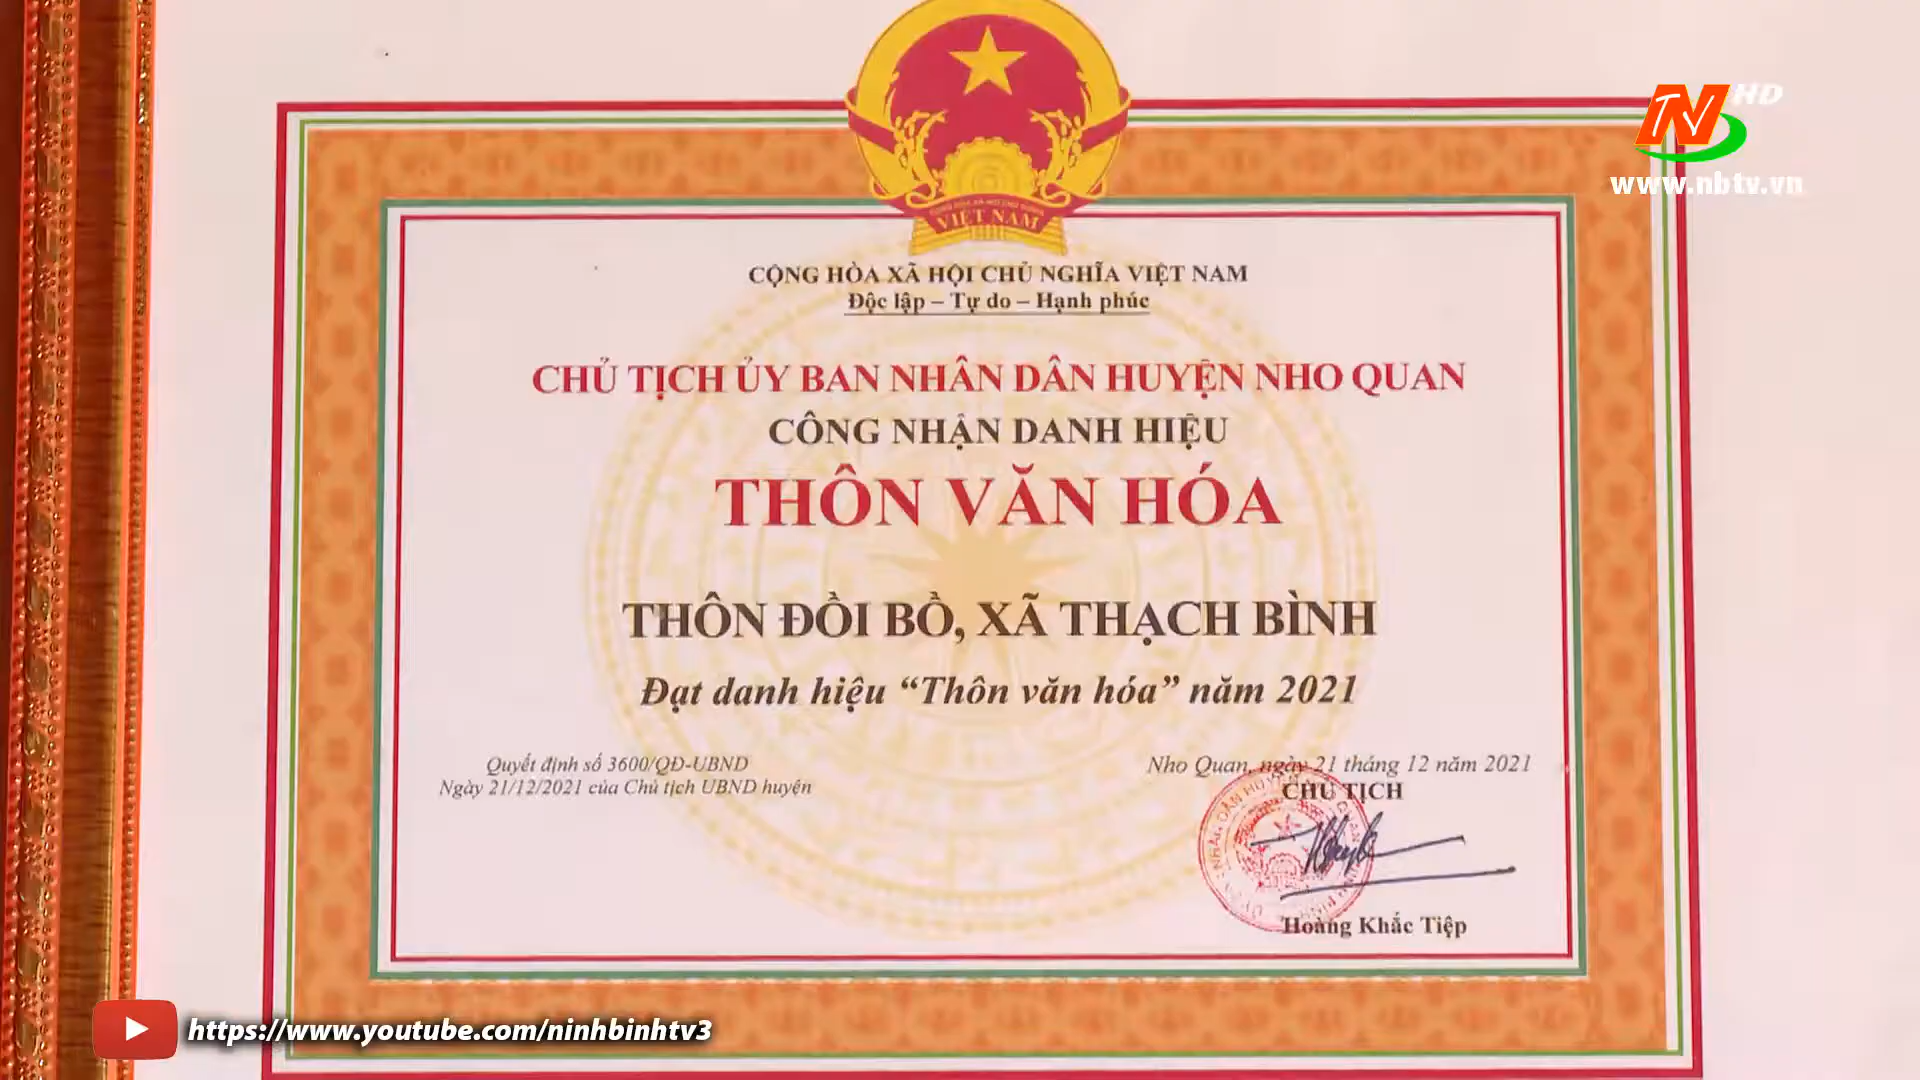 HD
NTV
www.nbtv.vn
VIỆT NAM
CỘNG HÒA XÃ HỘI CHỦ NGHĨA VIỆT NAM
Độc lập – Tự do – Hạnh phúc
CHỦ TỊCH ỦY BAN NHÂN DÂN HUYỆN NHO QUAN
CÔNG NHẬN DANH HIỆU
THÔN VĂN HÓA
THÔN ĐỒI BỒ, XÃ THẠCH BÌNH
Đạt danh hiệu “Thôn văn hóa” năm 2021
Quyết định số 3600/QĐ-UBND
Ngày 21/12/2021 của Chủ tịch UBND huyện
Nho Quan, ngày 21 tháng 12 năm 2021
CHỦ TỊCH
Hoàng Khắc Tiệp
https://www.youtube.com/ninhbinhtv3